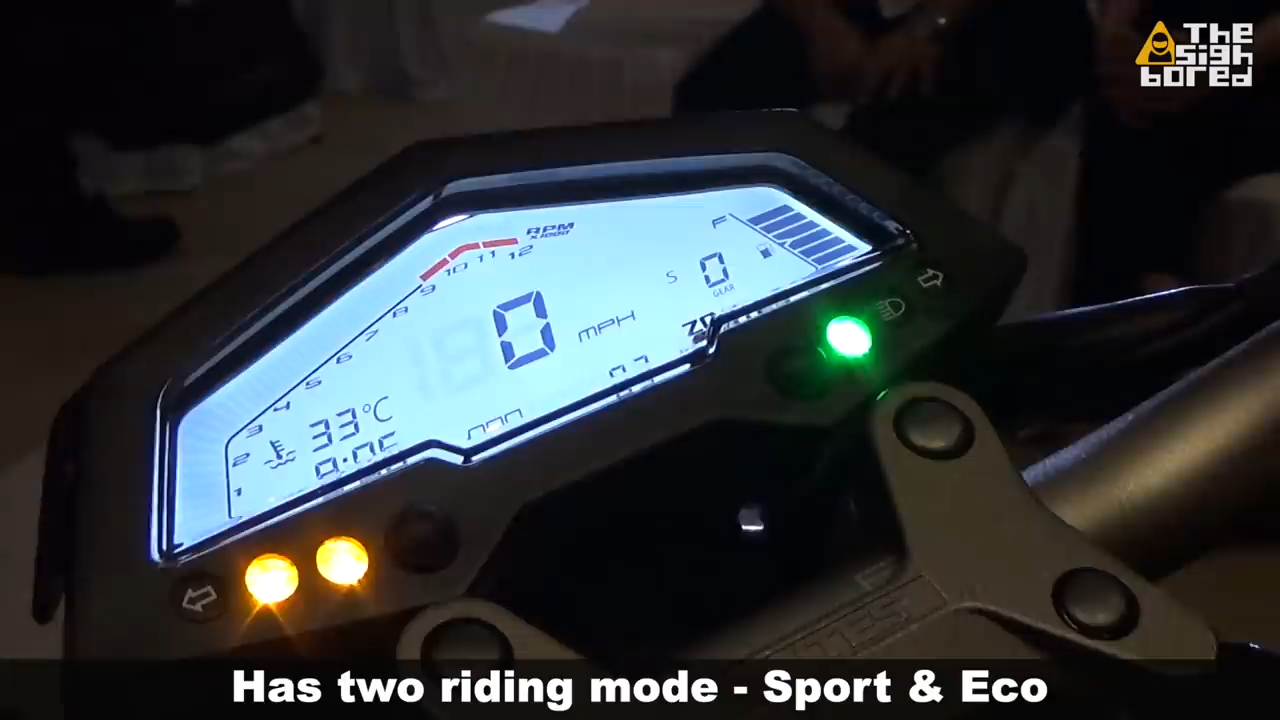 The
Sigh
bored
RPM
x1000
12
11
10
9
8
7
6
5
4
3
2
1
F
S
0
GEAR
0
MPH
33°C
Has two riding mode - Sport & Eco